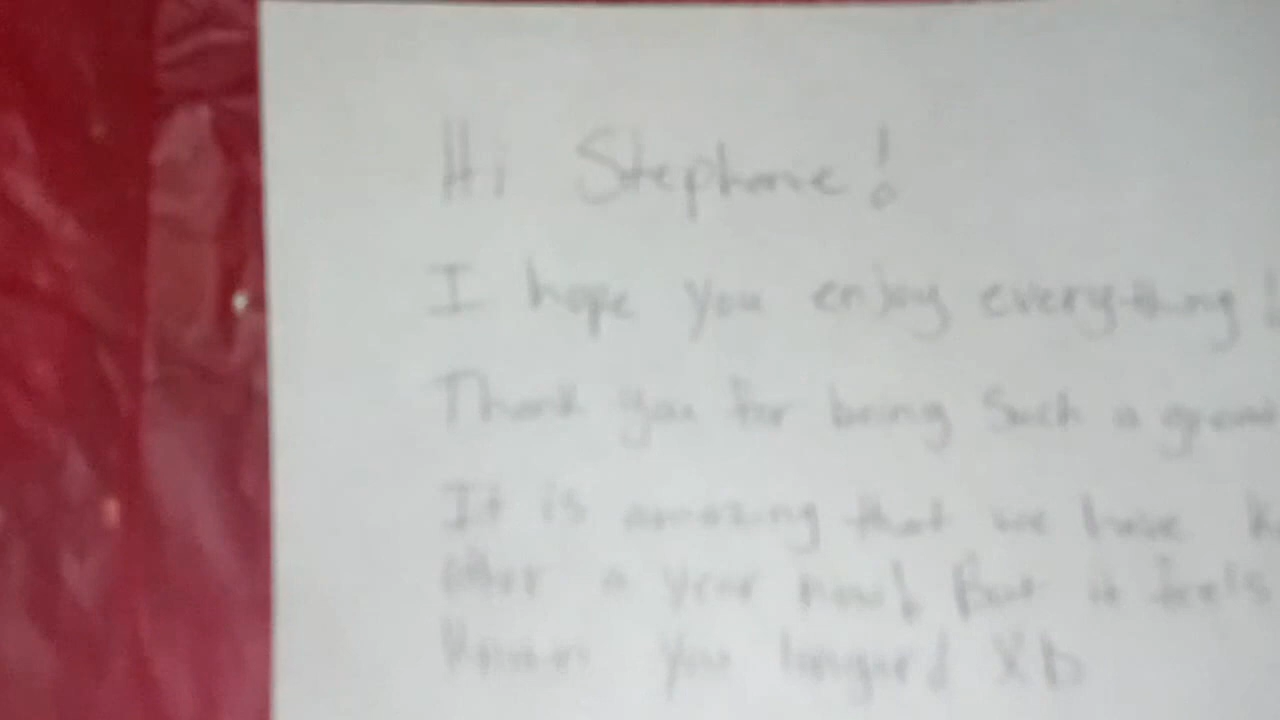 Hi Stephanie!
I hope you enjoy everything!
Thank you for being such a
It is amazing that we have
a year now! But it feels
known you longer! XD